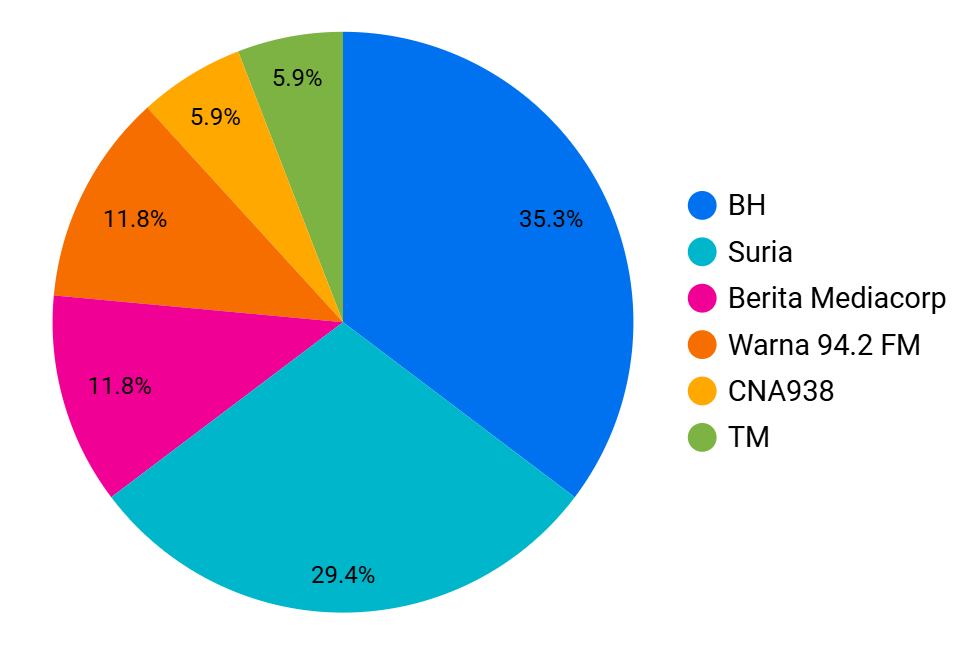 5.9%
5.9%
11.8%
35.3%
11.8%
29.4%
BH
Suria
Berita Mediacorp
Warna 94.2 FM
CNA938
TM